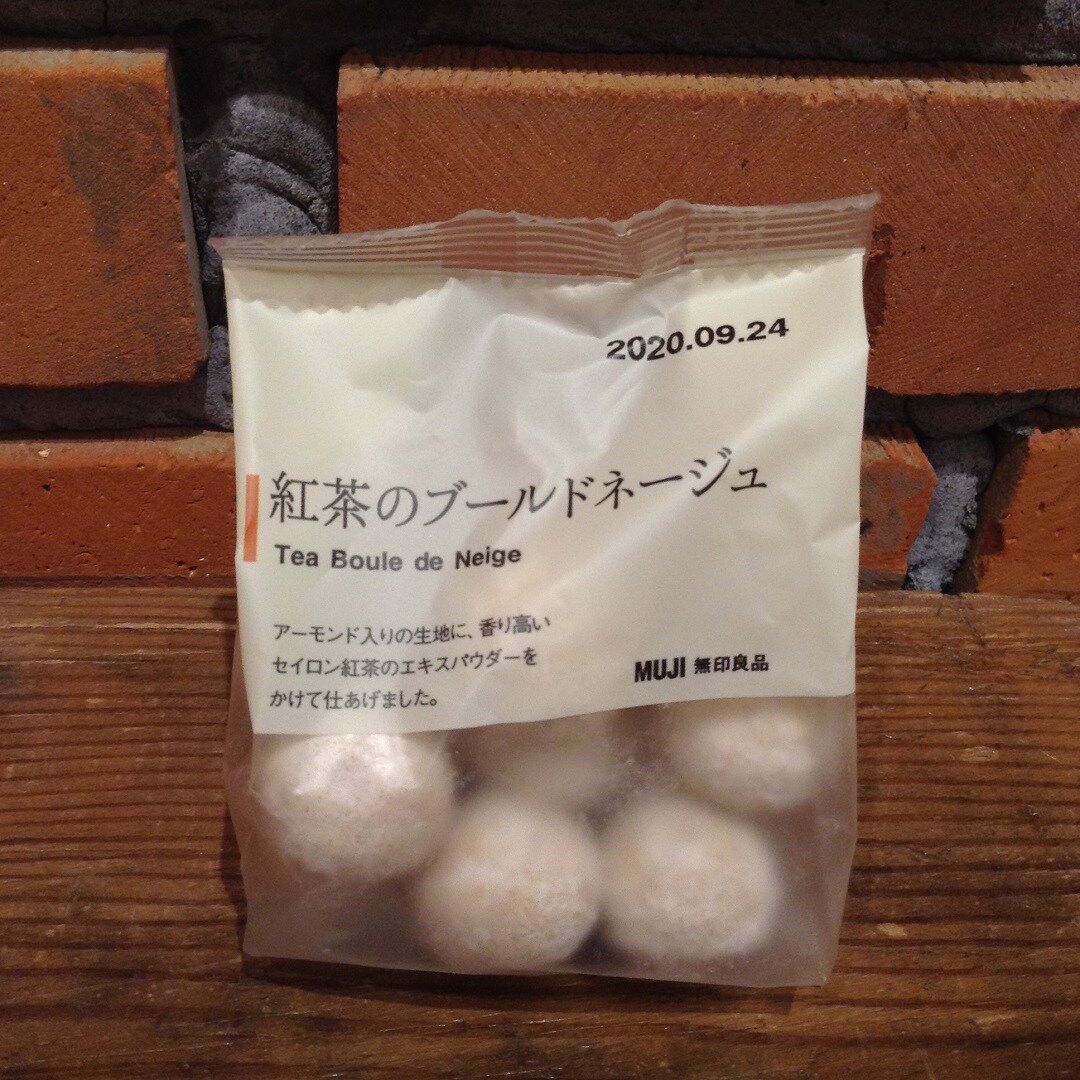 2020.09.24
紅茶のブールドネージュ
Tea Boule de Neige
アーモンド入りの生地に、香り高い
セイロン紅茶のエキスパウダーを
かけて仕あげました。
MUJI 無印良品